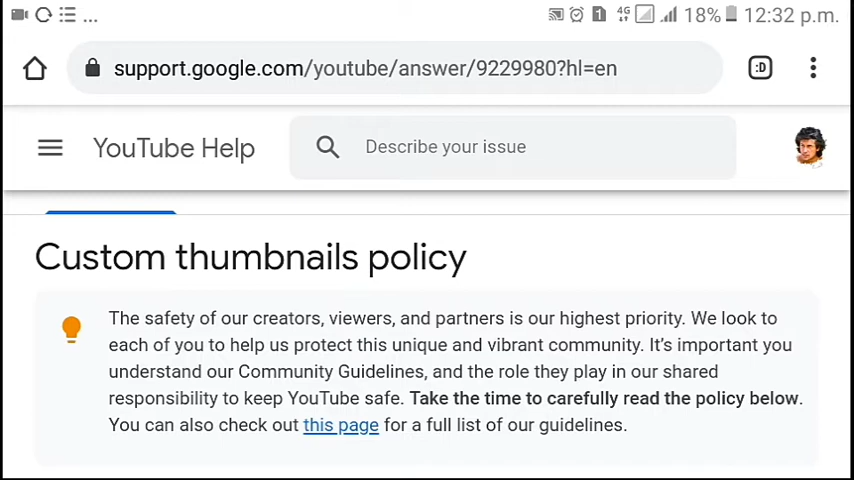 ... 1 4G 18% 12:32 p.m.
support.google.com/youtube/answer/9229980?hl=en :D
YouTube Help Describe your issue
Custom thumbnails policy
The safety of our creators, viewers, and partners is our highest priority. We look to
each of you to help us protect this unique and vibrant community. It's important you
understand our Community Guidelines, and the role they play in our shared
responsibility to keep YouTube safe. Take the time to carefully read the policy below.
You can also check out this page for a full list of our guidelines.